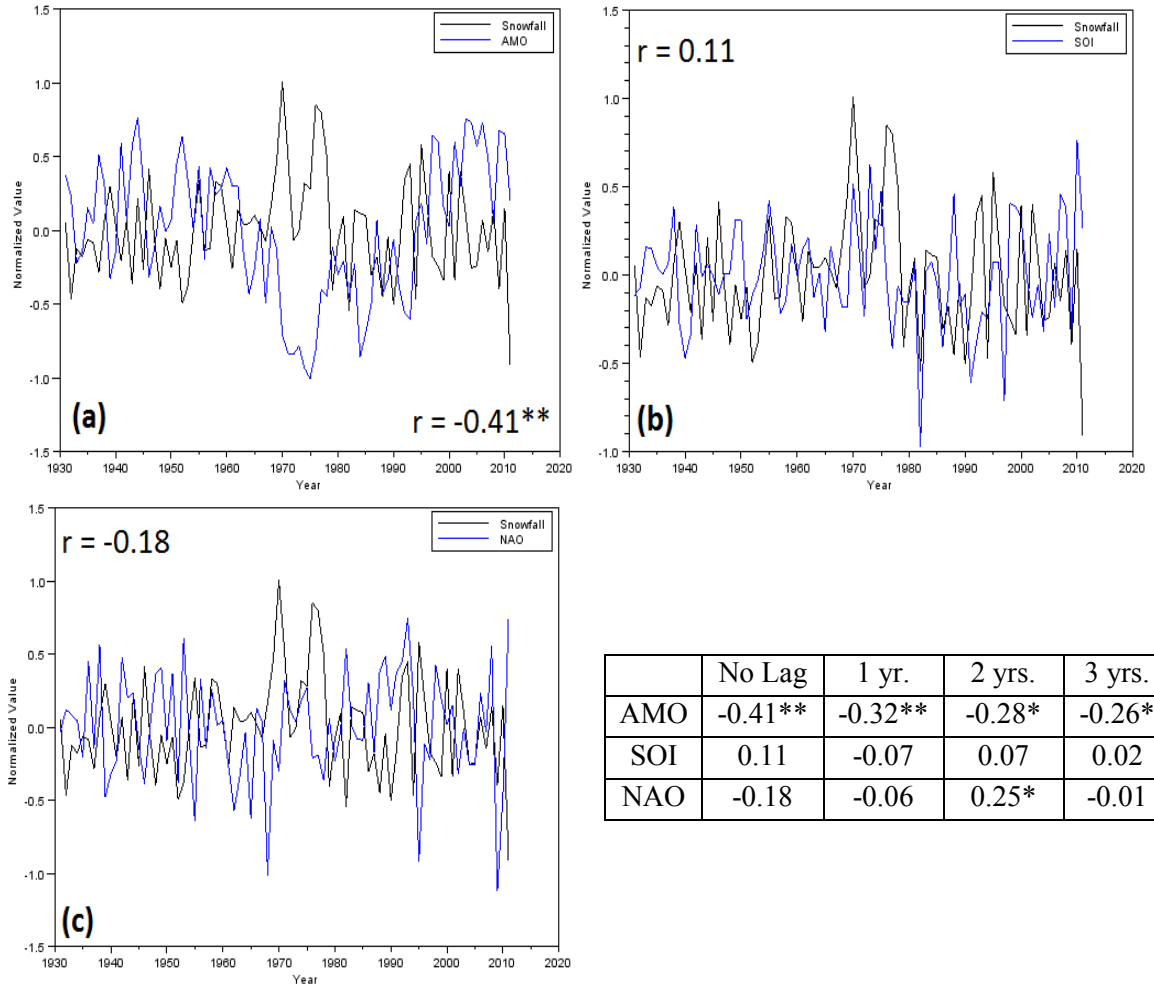 1.5
1.0
0.5
0.0
-0.5
-1.0
-1.5
Normalized Value
Snowfall
AMO
(a)
r = -0.41**
1930 1940 1950 1960 1970 1980 1990 2000 2010 2020
Year
1.5
1.0
0.5
0.0
-0.5
-1.0
Normalized Value
Snowfall
SOI
r = 0.11
(b)
1930 1940 1950 1960 1970 1980 1990 2000 2010 2020
Year
1.5
1.0
0.5
0.0
-0.5
-1.0
-1.5
Normalized Value
Snowfall
NAO
r = -0.18
(c)
1930 1940 1950 1960 1970 1980 1990 2000 2010 2020
Year
No Lag 1 yr. 2 yrs. 3 yrs.
AMO -0.41** -0.32** -0.28* -0.26*
SOI 0.11 -0.07 0.07 0.02
NAO -0.18 -0.06 0.25* -0.01